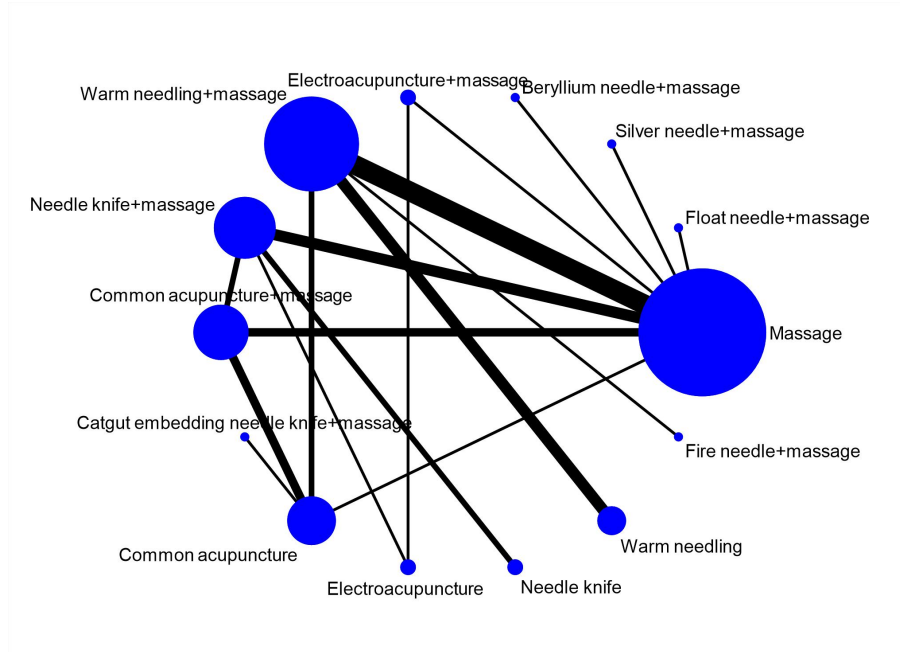 Electroacupuncture+massage
Beryllium needle+massage
Warm needling+massage
Silver needle+massage
Needle knife+massage
Float needle+massage
Common acupuncture+massage
Massage
Catgut embedding needle knife+massage
Fire needle+massage
Warm needling
Common acupuncture
Electroacupuncture
Needle knife